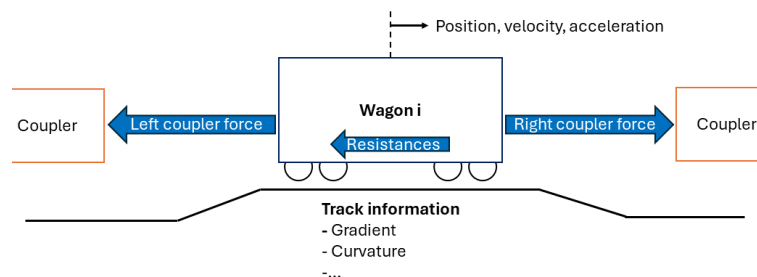 Position, velocity, acceleration
Wagon i
Coupler
Left coupler force
Right coupler force
Coupler
Resistances
Track information
- Gradient
- Curvature
-...